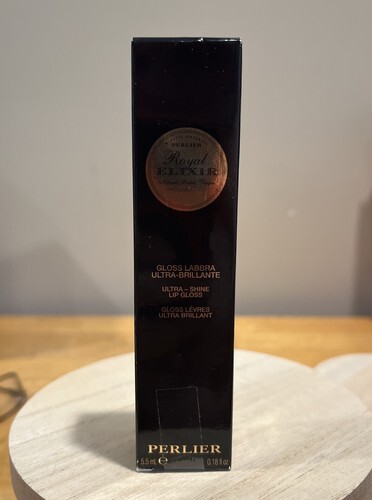 PERLIER
Royal
ELIXIR
GLOSS LABBRA
ULTRA-BRILLANTE
ULTRA – SHINE
LIP GLOSS
GLOSS LÈVRES
ULTRA BRILLANT
PERLIER
5.5 mL ℮ 0.18 fl oz